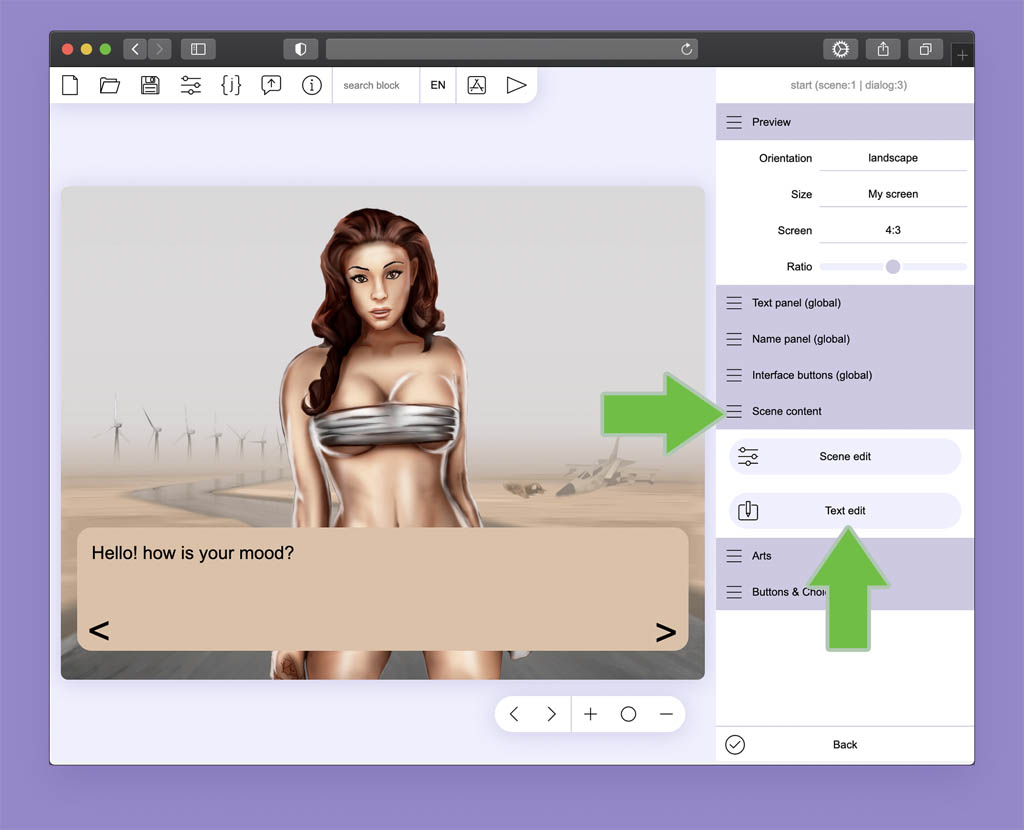 search block
EN
start (scene:1 | dialog:3)
Preview
Orientation landscape
Size My screen
Screen 4:3
Ratio
Text panel (global)
Name panel (global)
Interface buttons (global)
Scene content
Scene edit
Text edit
Arts
Buttons & Choi
Back
Hello! how is your mood?
< >